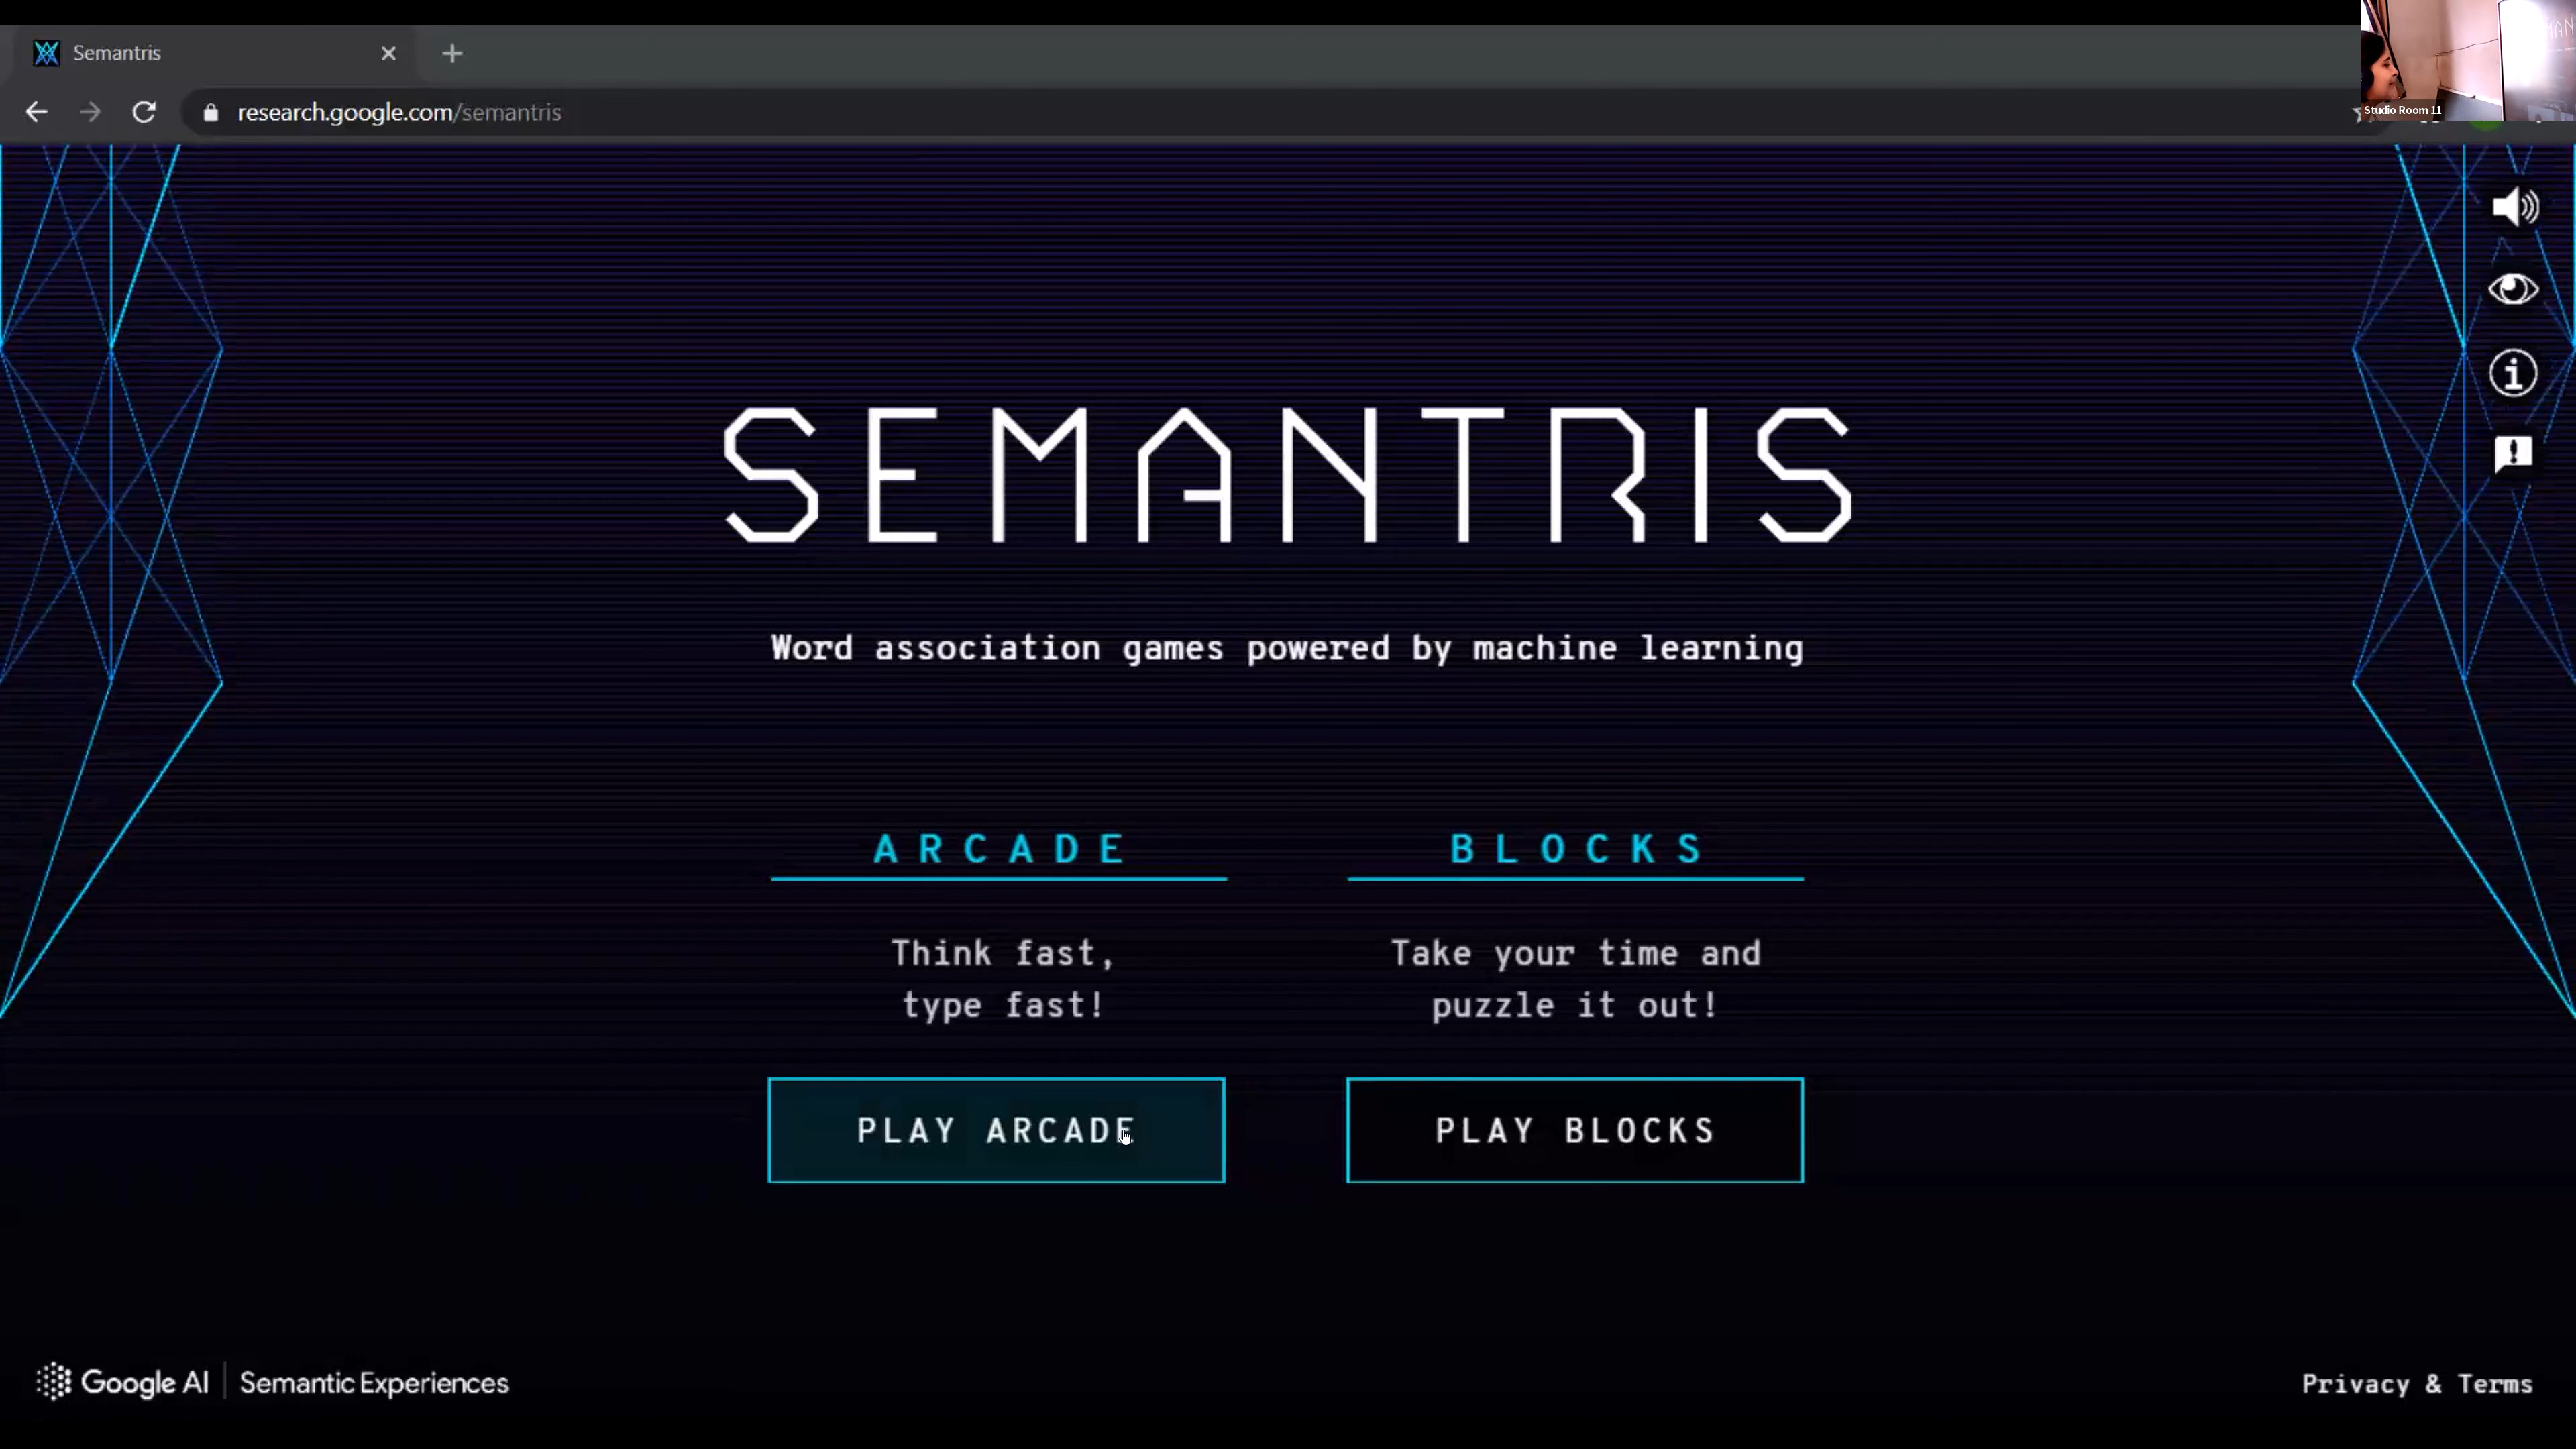 Semantris
research.google.com/semantris
Studio Room 11
SEMANTRIS
Word association games powered by machine learning
ARCADE
Think fast,
type fast!
PLAY ARCADE
BLOCKS
Take your time and
puzzle it out!
PLAY BLOCKS
Google AI | Semantic Experiences
Privacy & Terms